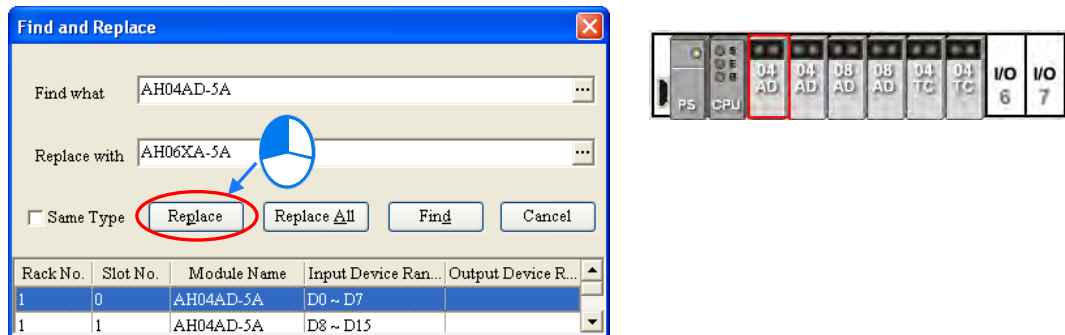 Find and Replace
Find what AH04AD-5A ...
Replace with AH06XA-5A ...
Same Type Replace Replace All Find Cancel
Rack No. Slot No. Module Name Input Device Ran... Output Device R...
1 0 AH04AD-5A D0 ~ D7
1 1 AH04AD-5A D8 ~ D15
PS CPU S E B 04 AD 04 AD 08 AD 08 AD 04 TC 04 TC I/O 6 I/O 7